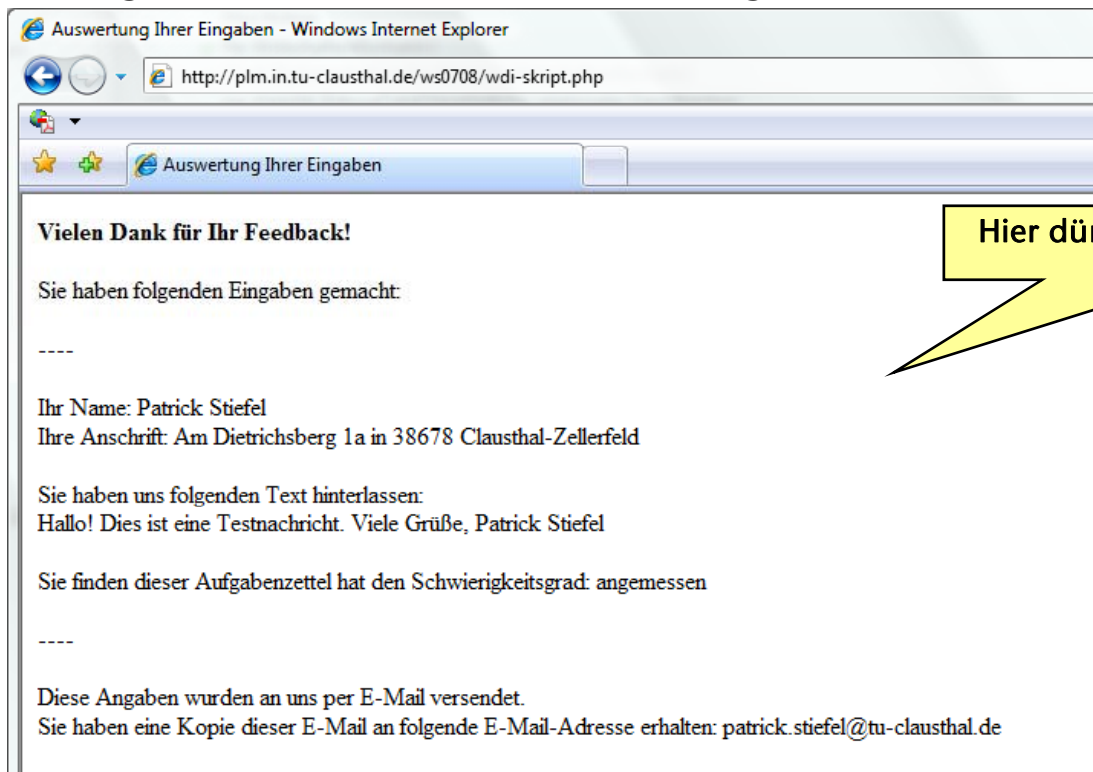 Auswertung Ihrer Eingaben - Windows Internet Explorer
http://plm.in.tu-clausthal.de/ws0708/wdi-skript.php
Auswertung Ihrer Eingaben
Vielen Dank für Ihr Feedback!
Hier dür
Sie haben folgenden Eingaben gemacht:
----
Ihr Name: Patrick Stiefel
Ihre Anschrift: Am Dietrichsberg 1a in 38678 Clausthal-Zellerfeld
Sie haben uns folgenden Text hinterlassen:
Hallo! Dies ist eine Testnachricht. Viele Grüße, Patrick Stiefel
Sie finden dieser Aufgabenzettel hat den Schwierigkeitsgrad: angemessen
----
Diese Angaben wurden an uns per E-Mail versendet.
Sie haben eine Kopie dieser E-Mail an folgende E-Mail-Adresse erhalten: patrick.stiefel@tu-clausthal.de